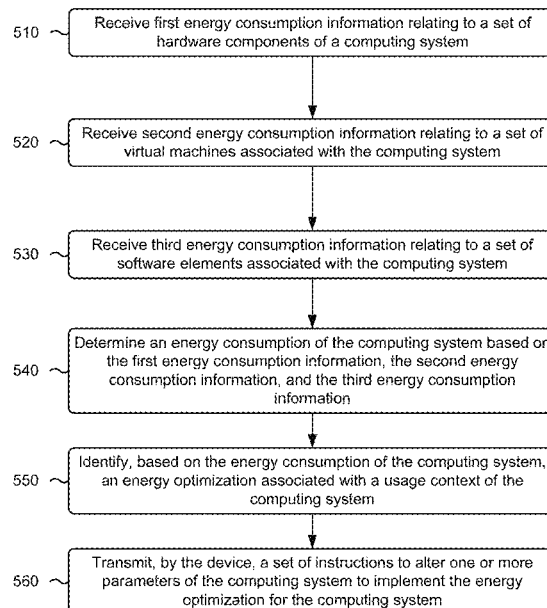 510
Receive first energy consumption information relating to a set of
hardware components of a computing system
520
Receive second energy consumption information relating to a set of
virtual machines associated with the computing system
530
Receive third energy consumption information relating to a set of
software elements associated with the computing system
540
Determine an energy consumption of the computing system based on
the first energy consumption information, the second energy
consumption information, and the third energy consumption
information
550
Identify, based on the energy consumption of the computing system,
an energy optimization associated with a usage context of the
computing system
560
Transmit, by the device, a set of instructions to alter one or more
parameters of the computing system to implement the energy
optimization for the computing system